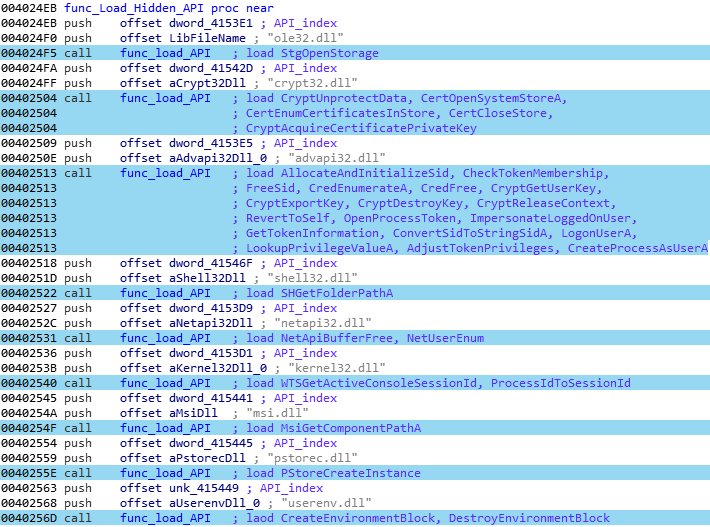 004024EB func_Load_Hidden_API proc near
004024EB push    offset dword_4153E1 ; API_index
004024F0 push    offset LibFileName ; "ole32.dll"
004024F5 call    func_load_API   ; load StgOpenStorage
004024FA push    offset dword_41542D ; API_index
004024FF push    offset aCrypt32Dll ; "crypt32.dll"
00402504 call    func_load_API   ; load CryptUnprotectData, CertOpenSystemStoreA,
00402504                         ; CertEnumCertificatesInStore, CertCloseStore,
00402504                         ; CryptAcquireCertificatePrivateKey
00402509 push    offset dword_4153E5 ; API_index
0040250E push    offset aAdvapi32Dll_0 ; "advapi32.dll"
00402513 call    func_load_API   ; load AllocateAndInitializeSid, CheckTokenMembership,
00402513                         ; FreeSid, CredEnumerateA, CredFree, CryptGetUserKey,
00402513                         ; CryptExportKey, CryptDestroyKey, CryptReleaseContext,
00402513                         ; RevertToSelf, OpenProcessToken, ImpersonateLoggedOnUser,
00402513                         ; GetTokenInformation, ConvertSidToStringSidA, LogonUserA,
00402513                         ; LookupPrivilegeValueA, AdjustTokenPrivileges, CreateProcessAsUserA
00402518 push    offset dword_41546F ; API_index
0040251D push    offset aShell32Dll ; "shell32.dll"
00402522 call    func_load_API   ; load SHGetFolderPathA
00402527 push    offset dword_4153D9 ; API_index
0040252C push    offset aNetapi32Dll ; "netapi32.dll"
00402531 call    func_load_API   ; load NetApiBufferFree, NetUserEnum
00402536 push    offset dword_4153D1 ; API_index
0040253B push    offset aKernel32Dll_0 ; "kernel32.dll"
00402540 call    func_load_API   ; load WTSGetActiveConsoleSessionId, ProcessIdToSessionId
00402545 push    offset dword_415441 ; API_index
0040254A push    offset aMsiDll  ; "msi.dll"
0040254F call    func_load_API   ; load MsiGetComponentPathA
00402554 push    offset dword_415445 ; API_index
00402559 push    offset aPstorecDll ; "pstorec.dll"
0040255E call    func_load_API   ; load PStoreCreateInstance
00402563 push    offset unk_415449 ; API_index
00402568 push    offset aUserenvDll_0 ; "userenv.dll"
0040256D call    func_load_API   ; laod CreateEnvironmentBlock, DestroyEnvironmentBlock